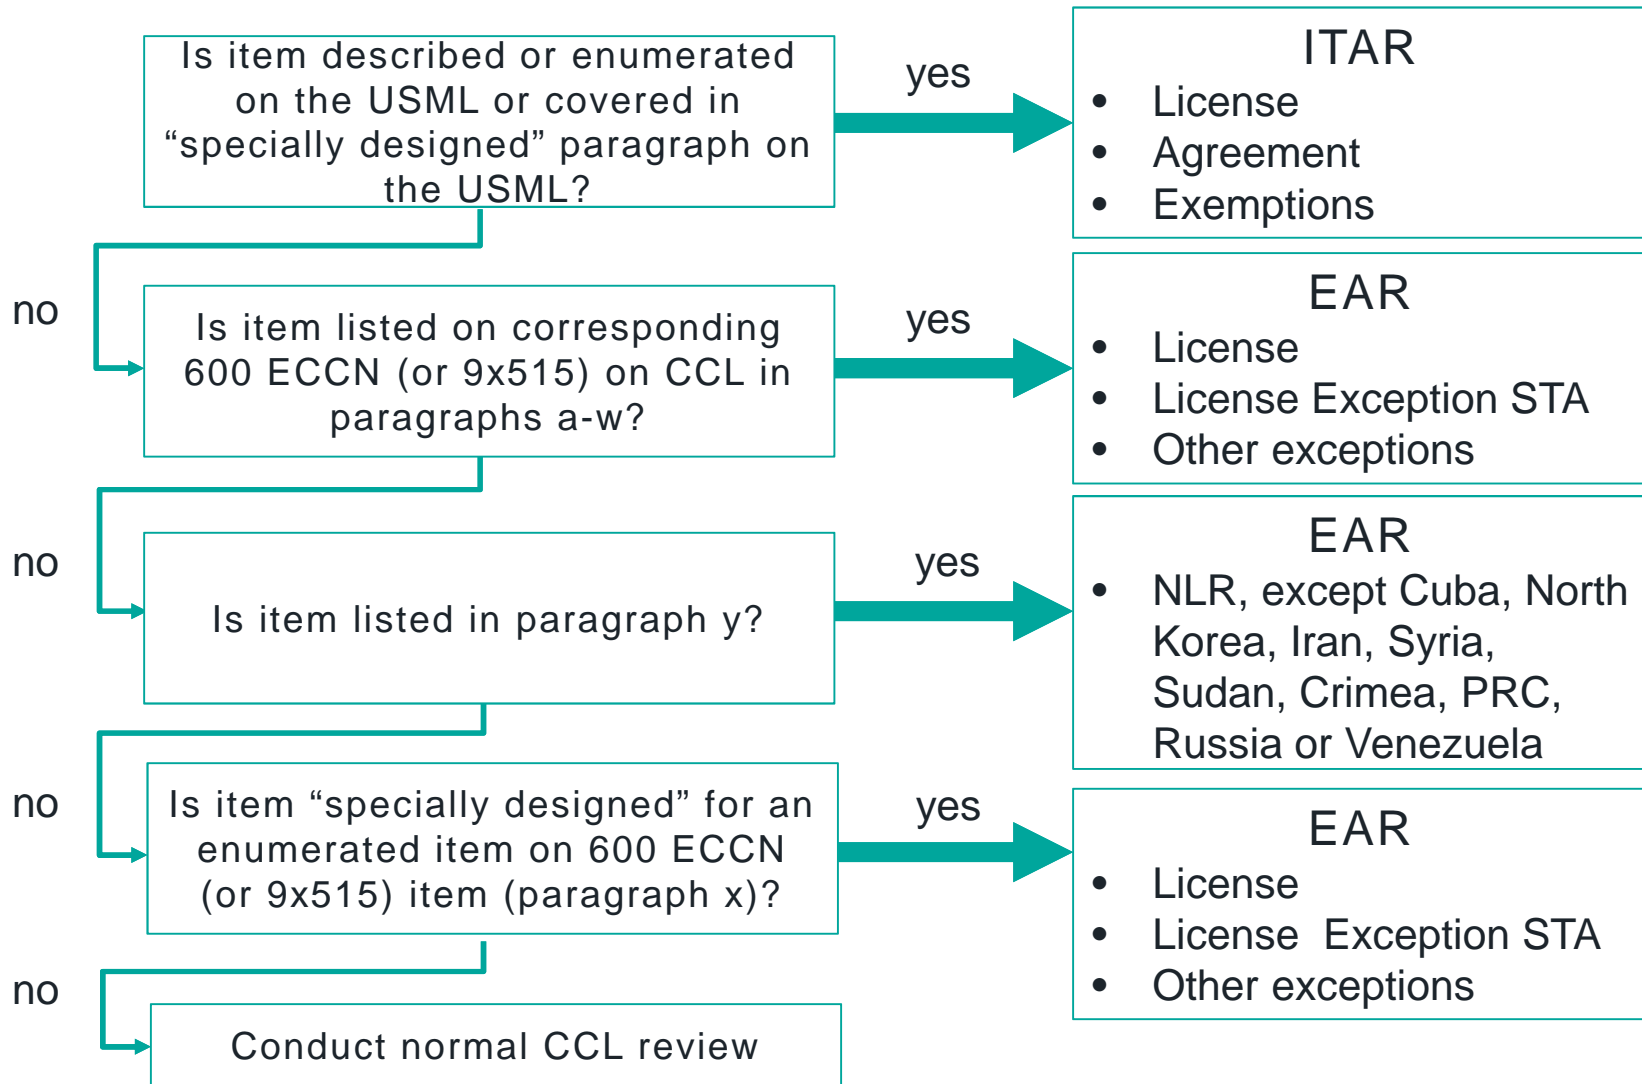 Is item described or enumerated
on the USML or covered in
“specially designed” paragraph on
the USML?
yes
ITAR
• License
• Agreement
• Exemptions
no
Is item listed on corresponding
600 ECCN (or 9x515) on CCL in
paragraphs a-w?
yes
EAR
• License
• License Exception STA
• Other exceptions
no
Is item listed in paragraph y?
yes
EAR
• NLR, except Cuba, North
Korea, Iran, Syria,
Sudan, Crimea, PRC,
Russia or Venezuela
no
Is item “specially designed” for an
enumerated item on 600 ECCN
(or 9x515) item (paragraph x)?
yes
EAR
• License
• License Exception STA
• Other exceptions
no
Conduct normal CCL review